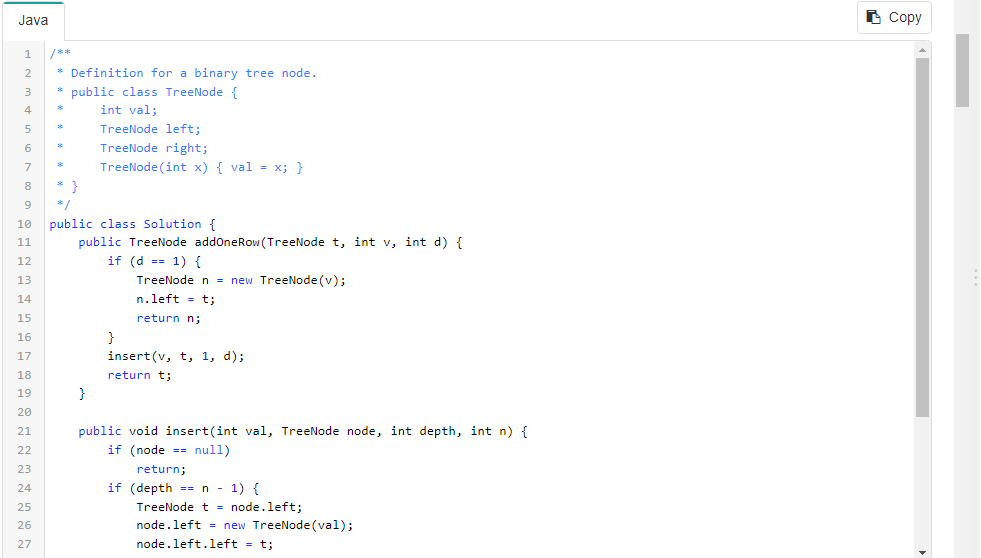 Java
Copy
1 /**
2  * Definition for a binary tree node.
3  * public class TreeNode {
4  *     int val;
5  *     TreeNode left;
6  *     TreeNode right;
7  *     TreeNode(int x) { val = x; }
8  * }
9  */
10 public class Solution {
11     public TreeNode addOneRow(TreeNode t, int v, int d) {
12         if (d == 1) {
13             TreeNode n = new TreeNode(v);
14             n.left = t;
15             return n;
16         }
17         insert(v, t, 1, d);
18         return t;
19     }
20
21     public void insert(int val, TreeNode node, int depth, int n) {
22         if (node == null)
23             return;
24         if (depth == n - 1) {
25             TreeNode t = node.left;
26             node.left = new TreeNode(val);
27             node.left.left = t;